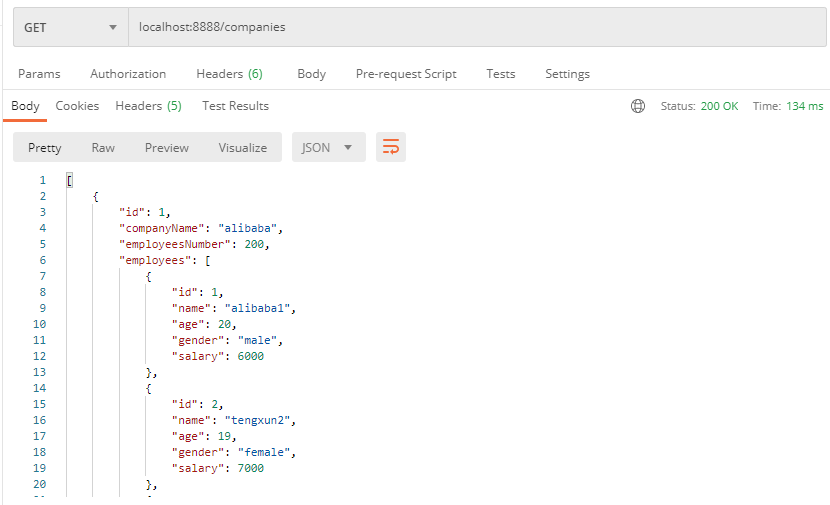 GET localhost:8888/companies
Params Authorization Headers (6) Body Pre-request Script Tests Settings
Body Cookies Headers (5) Test Results Status: 200 OK Time: 134 ms
Pretty Raw Preview Visualize JSON
1 [
2 {
3 "id": 1,
4 "companyName": "alibaba",
5 "employeesNumber": 200,
6 "employees": [
7 {
8 "id": 1,
9 "name": "alibaba1",
10 "age": 20,
11 "gender": "male",
12 "salary": 6000
13 },
14 {
15 "id": 2,
16 "name": "tengxun2",
17 "age": 19,
18 "gender": "female",
19 "salary": 7000
20 },